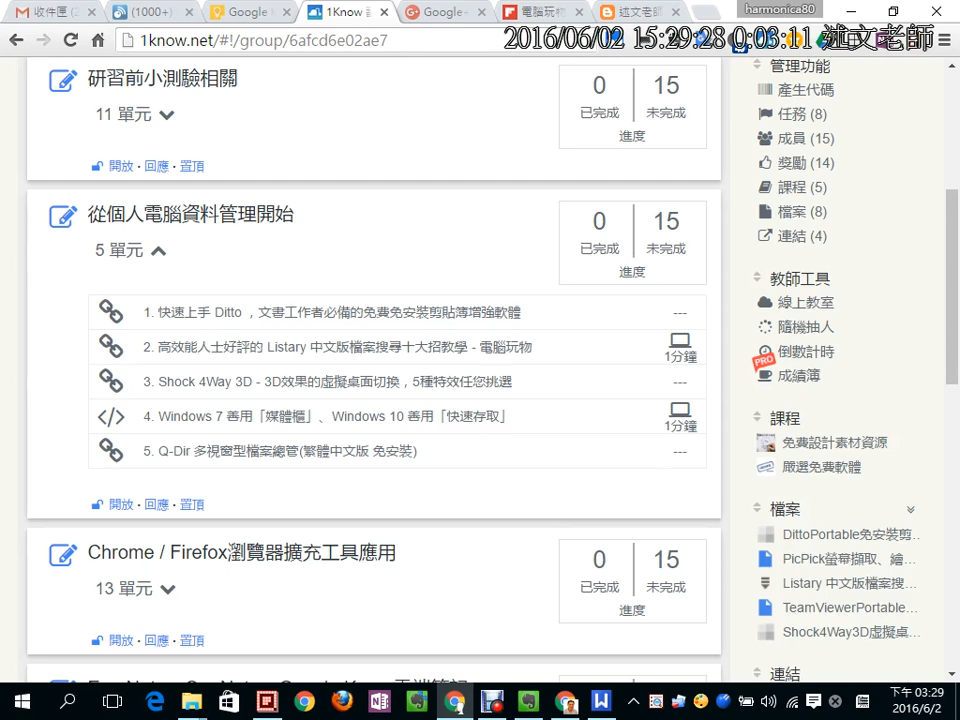 收件匣
(1000+)
Google
1Know
Google+
電腦玩物
述文老師
harmonica80
1know.net/#!/group/6afcd6e02ae7
2016/06/02 15:29:28 0:03:11 述文老師
研習前小測驗相關
11 單元
0 15
已完成 未完成
進度
開放 · 回應 · 置頂
從個人電腦資料管理開始
5 單元
0 15
已完成 未完成
進度
1. 快速上手 Ditto ，文書工作者必備的免費免安裝剪貼簿增強軟體 ---
2. 高效能人士好評的 Listary 中文版檔案搜尋十大招教學 - 電腦玩物 1分鐘
3. Shock 4Way 3D - 3D效果的虛擬桌面切換，5種特效任您挑選 ---
4. Windows 7 善用「媒體櫃」、Windows 10 善用「快速存取」 1分鐘
5. Q-Dir 多視窗型檔案總管(繁體中文版 免安裝) ---
開放 · 回應 · 置頂
Chrome / Firefox瀏覽器擴充工具應用
13 單元
0 15
已完成 未完成
進度
開放 · 回應 · 置頂
管理功能
產生代碼
任務 (8)
成員 (15)
獎勵 (14)
課程 (5)
檔案 (8)
連結 (4)
教師工具
線上教室
隨機抽人
倒數計時
PRO
成績簿
課程
免費設計素材資源
嚴選免費軟體
檔案
DittoPortable免安裝剪...
PicPick螢幕擷取、繪...
Listary 中文版檔案搜...
TeamViewerPortable...
Shock4Way3D虛擬桌...
連結
下午 03:29
2016/6/2